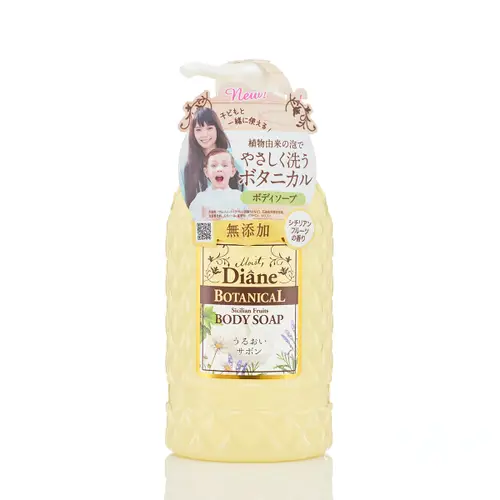 New!
子どもと
一緒に使える!
植物由来の泡で
やさしく洗う
ボタニカル
ボディソープ
無添加
シチリアン
フルーツ
の香り
Moist
Diâne
BOTANICAL
Sicilian Fruits
BODY SOAP
うるおい
サボン